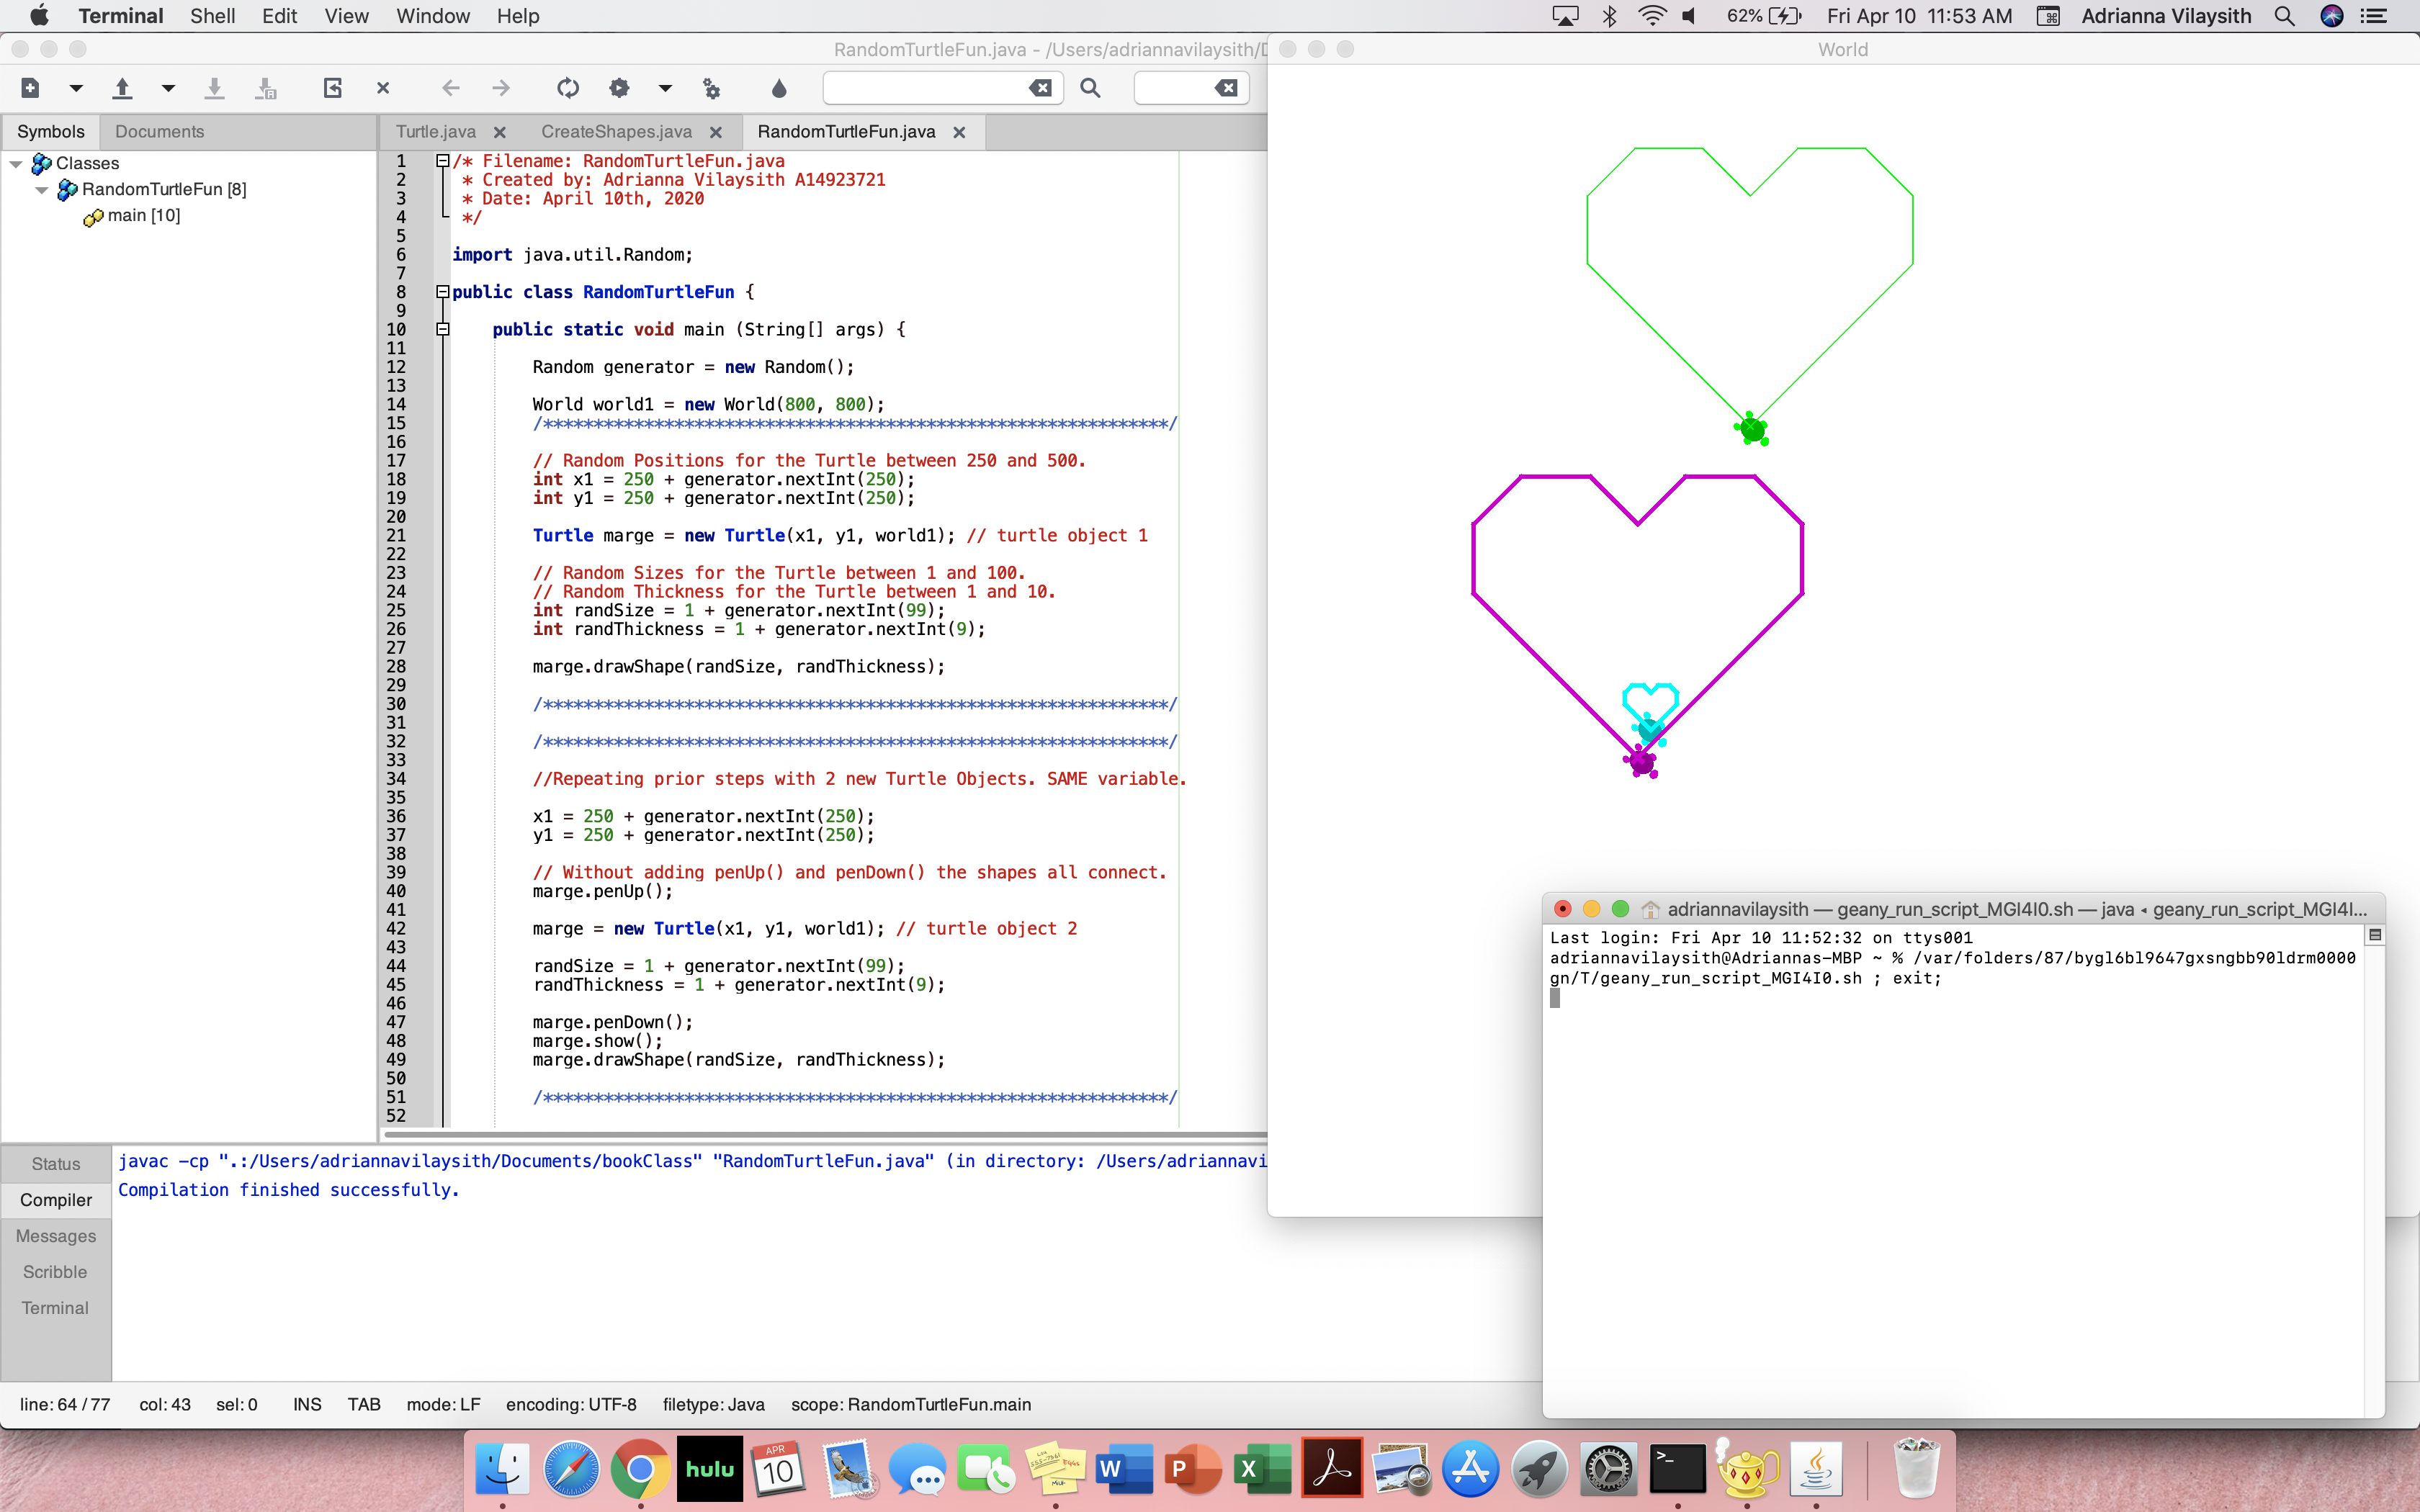 Terminal Shell Edit View Window Help 62% Fri Apr 10 11:53 AM Adrianna Vilaysith
RandomTurtleFun.java - /Users/adriannavilaysith/D
World
Symbols Documents
Turtle.java CreateShapes.java RandomTurtleFun.java
Classes
RandomTurtleFun [8]
main [10]
1 /* Filename: RandomTurtleFun.java
2 * Created by: Adrianna Vilaysith A14923721
3 * Date: April 10th, 2020
4 */
5
6 import java.util.Random;
7
8 public class RandomTurtleFun {
9
10 public static void main (String[] args) {
11
12 Random generator = new Random();
13
14 World world1 = new World(800, 800);
15 /**************************************************************/
16
17 // Random Positions for the Turtle between 250 and 500.
18 int x1 = 250 + generator.nextInt(250);
19 int y1 = 250 + generator.nextInt(250);
20
21 Turtle marge = new Turtle(x1, y1, world1); // turtle object 1
22
23 // Random Sizes for the Turtle between 1 and 100.
24 // Random Thickness for the Turtle between 1 and 10.
25 int randSize = 1 + generator.nextInt(99);
26 int randThickness = 1 + generator.nextInt(9);
27
28 marge.drawShape(randSize, randThickness);
29
30 /**************************************************************/
31
32 /**************************************************************/
33
34 //Repeating prior steps with 2 new Turtle Objects. SAME variable.
35
36 x1 = 250 + generator.nextInt(250);
37 y1 = 250 + generator.nextInt(250);
38
39 // Without adding penUp() and penDown() the shapes all connect.
40 marge.penUp();
41
42 marge = new Turtle(x1, y1, world1); // turtle object 2
43
44 randSize = 1 + generator.nextInt(99);
45 randThickness = 1 + generator.nextInt(9);
46
47 marge.penDown();
48 marge.show();
49 marge.drawShape(randSize, randThickness);
50
51 /**************************************************************/
52
adriannavilaysith — geany_run_script_MGI4I0.sh — java ◂ geany_run_script_MGI4I...
Last login: Fri Apr 10 11:52:32 on ttys001
adriannavilaysith@Adriannas-MBP ~ % /var/folders/87/bygl6bl9647gxsngbb90ldrm0000
gn/T/geany_run_script_MGI4I0.sh ; exit;
Status
Compiler
Messages
Scribble
Terminal
javac -cp ".:/Users/adriannavilaysith/Documents/bookClass" "RandomTurtleFun.java" (in directory: /Users/adriannavi
Compilation finished successfully.
line: 64 / 77 col: 43 sel: 0 INS TAB mode: LF encoding: UTF-8 filetype: Java scope: RandomTurtleFun.main
hulu
APR
10
W
P
X
>_